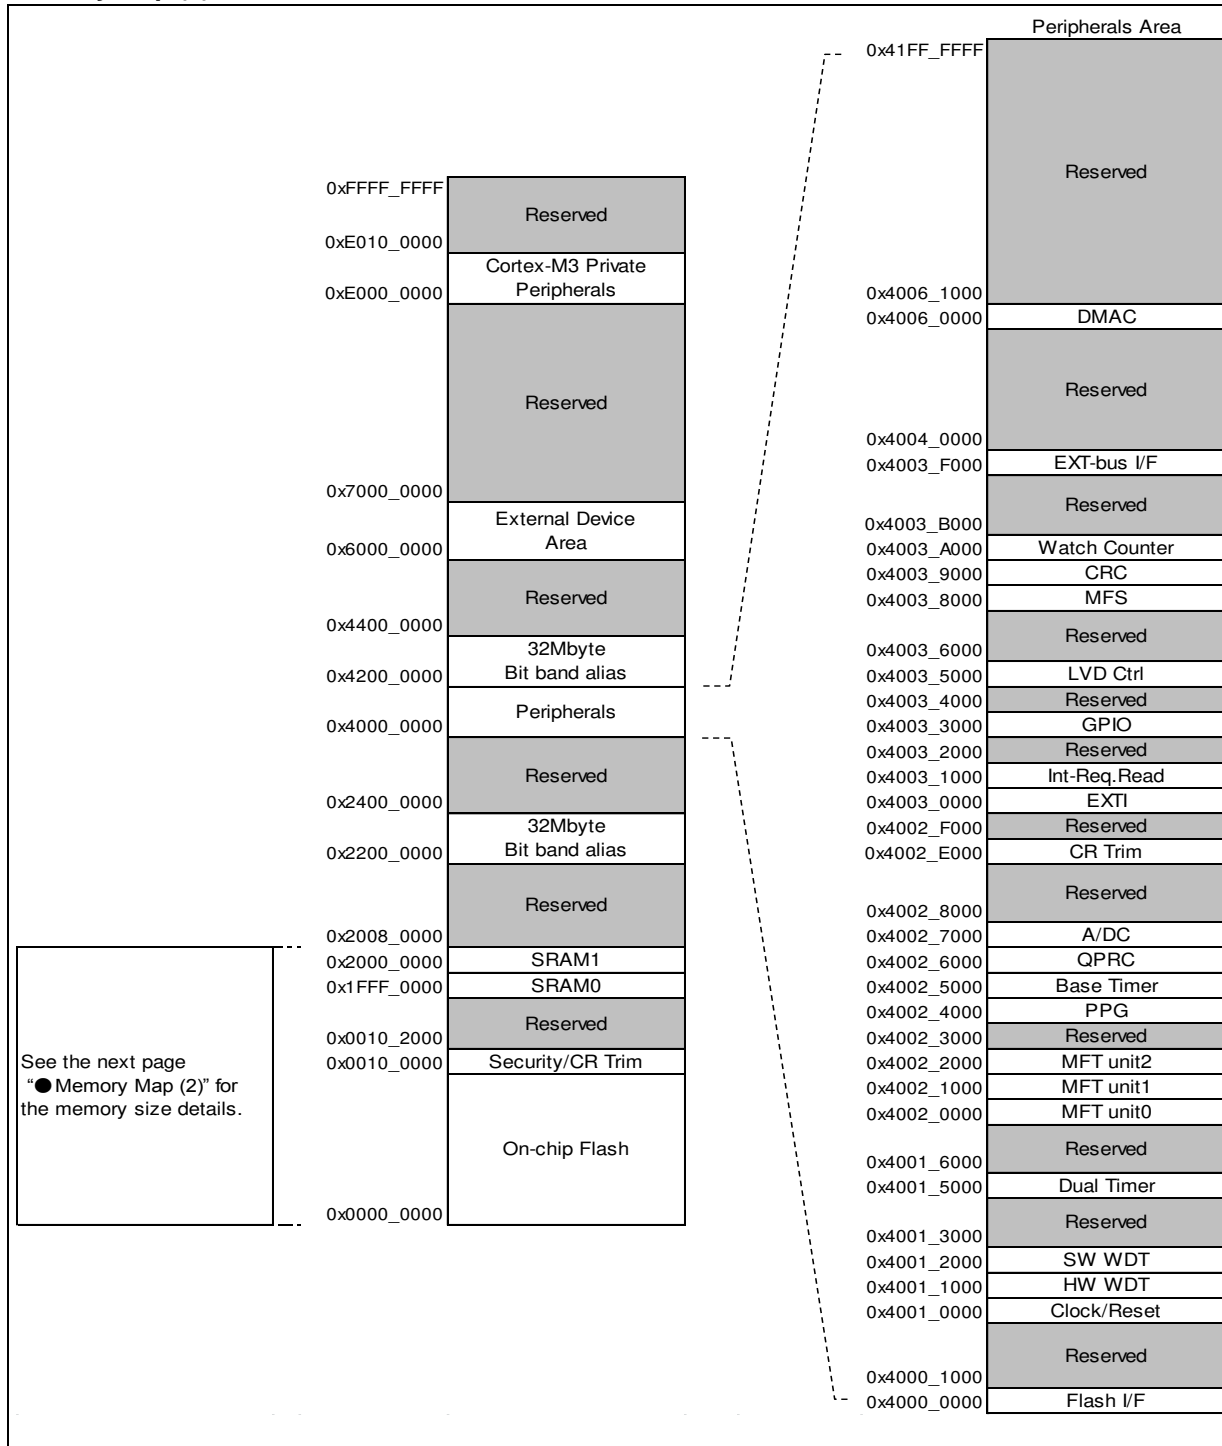 Peripherals Area
0x41FF_FFFF
Reserved
0x4006_1000
0x4006_0000 DMAC
Reserved
0x4004_0000
0x4003_F000 EXT-bus I/F
Reserved
0x4003_B000
0x4003_A000 Watch Counter
0x4003_9000 CRC
0x4003_8000 MFS
Reserved
0x4003_6000
0x4003_5000 LVD Ctrl
0x4003_4000 Reserved
0x4003_3000 GPIO
0x4003_2000 Reserved
0x4003_1000 Int-Req.Read
0x4003_0000 EXTI
0x4002_F000 Reserved
0x4002_E000 CR Trim
Reserved
0x4002_8000
0x4002_7000 A/DC
0x4002_6000 QPRC
0x4002_5000 Base Timer
0x4002_4000 PPG
0x4002_3000 Reserved
0x4002_2000 MFT unit2
0x4002_1000 MFT unit1
0x4002_0000 MFT unit0
Reserved
0x4001_6000
0x4001_5000 Dual Timer
Reserved
0x4001_3000
0x4001_2000 SW WDT
0x4001_1000 HW WDT
0x4001_0000 Clock/Reset
Reserved
0x4000_1000
0x4000_0000 Flash I/F
0xFFFF_FFFF
Reserved
0xE010_0000
Cortex-M3 Private
0xE000_0000 Peripherals
Reserved
0x7000_0000
External Device
Area
0x6000_0000
Reserved
0x4400_0000
32Mbyte
0x4200_0000 Bit band alias
Peripherals
0x4000_0000
Reserved
0x2400_0000
32Mbyte
0x2200_0000 Bit band alias
Reserved
0x2008_0000
0x2000_0000 SRAM1
0x1FFF_0000 SRAM0
Reserved
0x0010_2000
0x0010_0000 Security/CR Trim
On-chip Flash
0x0000_0000
See the next page
“●Memory Map (2)” for
the memory size details.